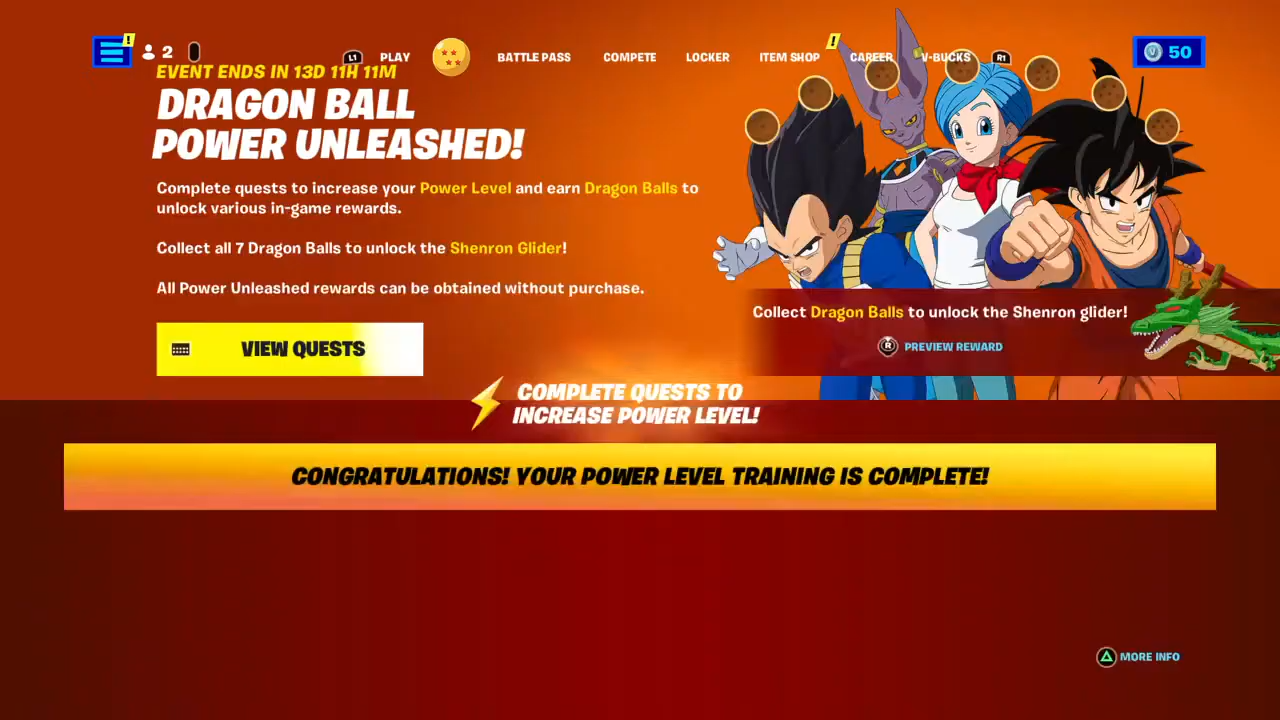 !
2
L1
PLAY
BATTLE PASS
COMPETE
LOCKER
ITEM SHOP
!
CAREER
V-BUCKS
R1
V 50
EVENT ENDS IN 13D 11H 11M
DRAGON BALL
POWER UNLEASHED!
Complete quests to increase your Power Level and earn Dragon Balls to
unlock various in-game rewards.
Collect all 7 Dragon Balls to unlock the Shenron Glider!
All Power Unleashed rewards can be obtained without purchase.
VIEW QUESTS
Collect Dragon Balls to unlock the Shenron glider!
R PREVIEW REWARD
COMPLETE QUESTS TO
INCREASE POWER LEVEL!
CONGRATULATIONS! YOUR POWER LEVEL TRAINING IS COMPLETE!
MORE INFO